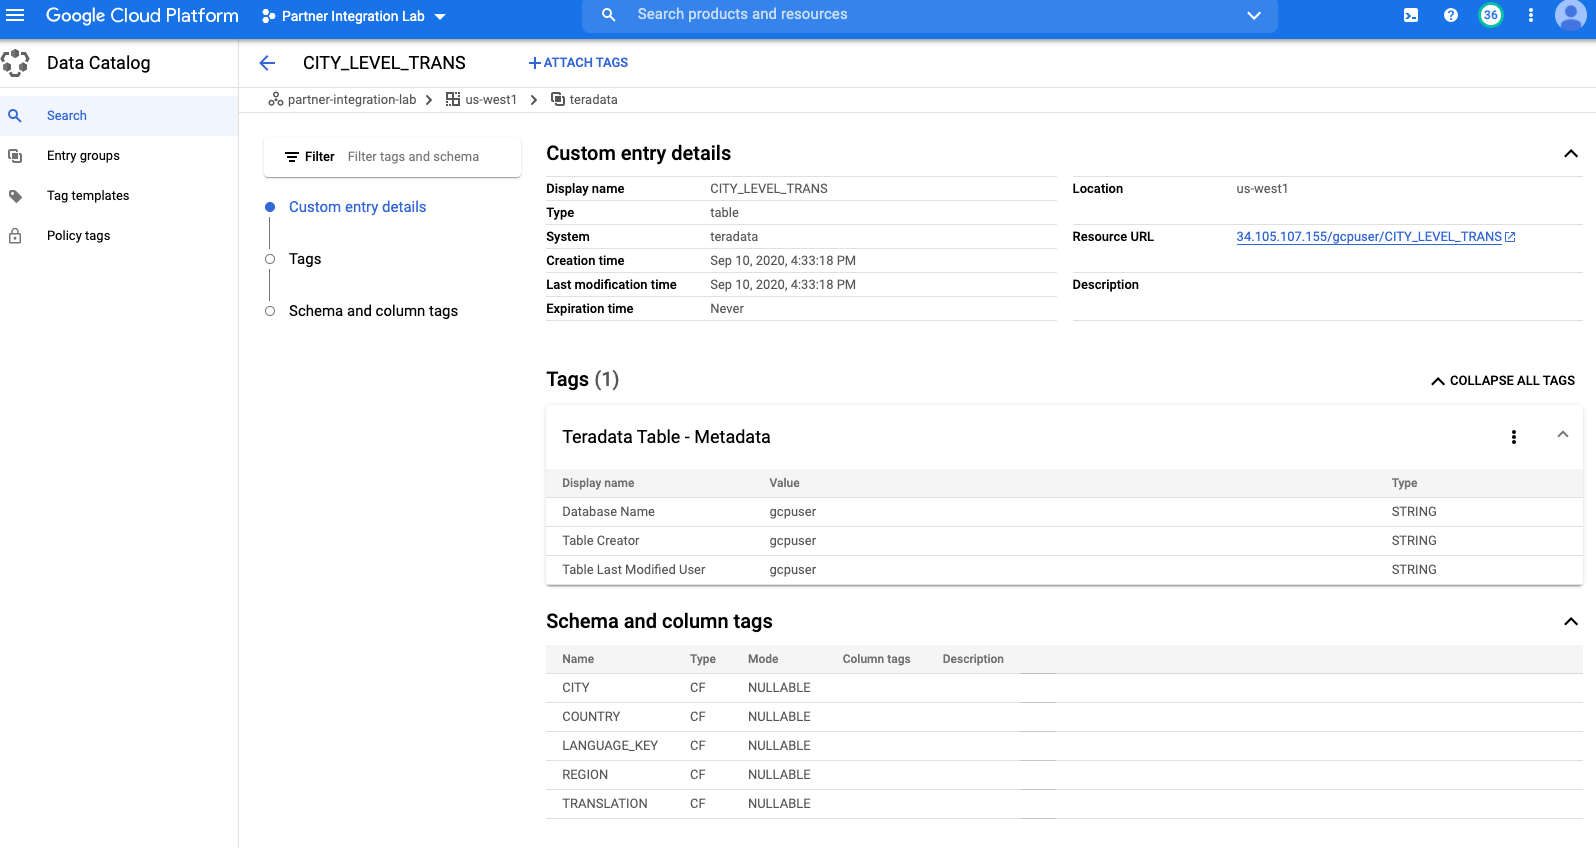 Google Cloud Platform Partner Integration Lab Search products and resources 36
Data Catalog
CITY_LEVEL_TRANS ATTACH TAGS
partner-integration-lab us-west1 teradata
Search
Entry groups
Tag templates
Policy tags
Filter Filter tags and schema
Custom entry details
Tags
Schema and column tags
Custom entry details
Display name CITY_LEVEL_TRANS
Type table
System teradata
Creation time Sep 10, 2020, 4:33:18 PM
Last modification time Sep 10, 2020, 4:33:18 PM
Expiration time Never
Location us-west1
Resource URL 34.105.107.155/gcpuser/CITY_LEVEL_TRANS
Description
Tags (1) COLLAPSE ALL TAGS
Teradata Table - Metadata
Display name Value Type
Database Name gcpuser STRING
Table Creator gcpuser STRING
Table Last Modified User gcpuser STRING
Schema and column tags
Name Type Mode Column tags Description
CITY CF NULLABLE
COUNTRY CF NULLABLE
LANGUAGE_KEY CF NULLABLE
REGION CF NULLABLE
TRANSLATION CF NULLABLE